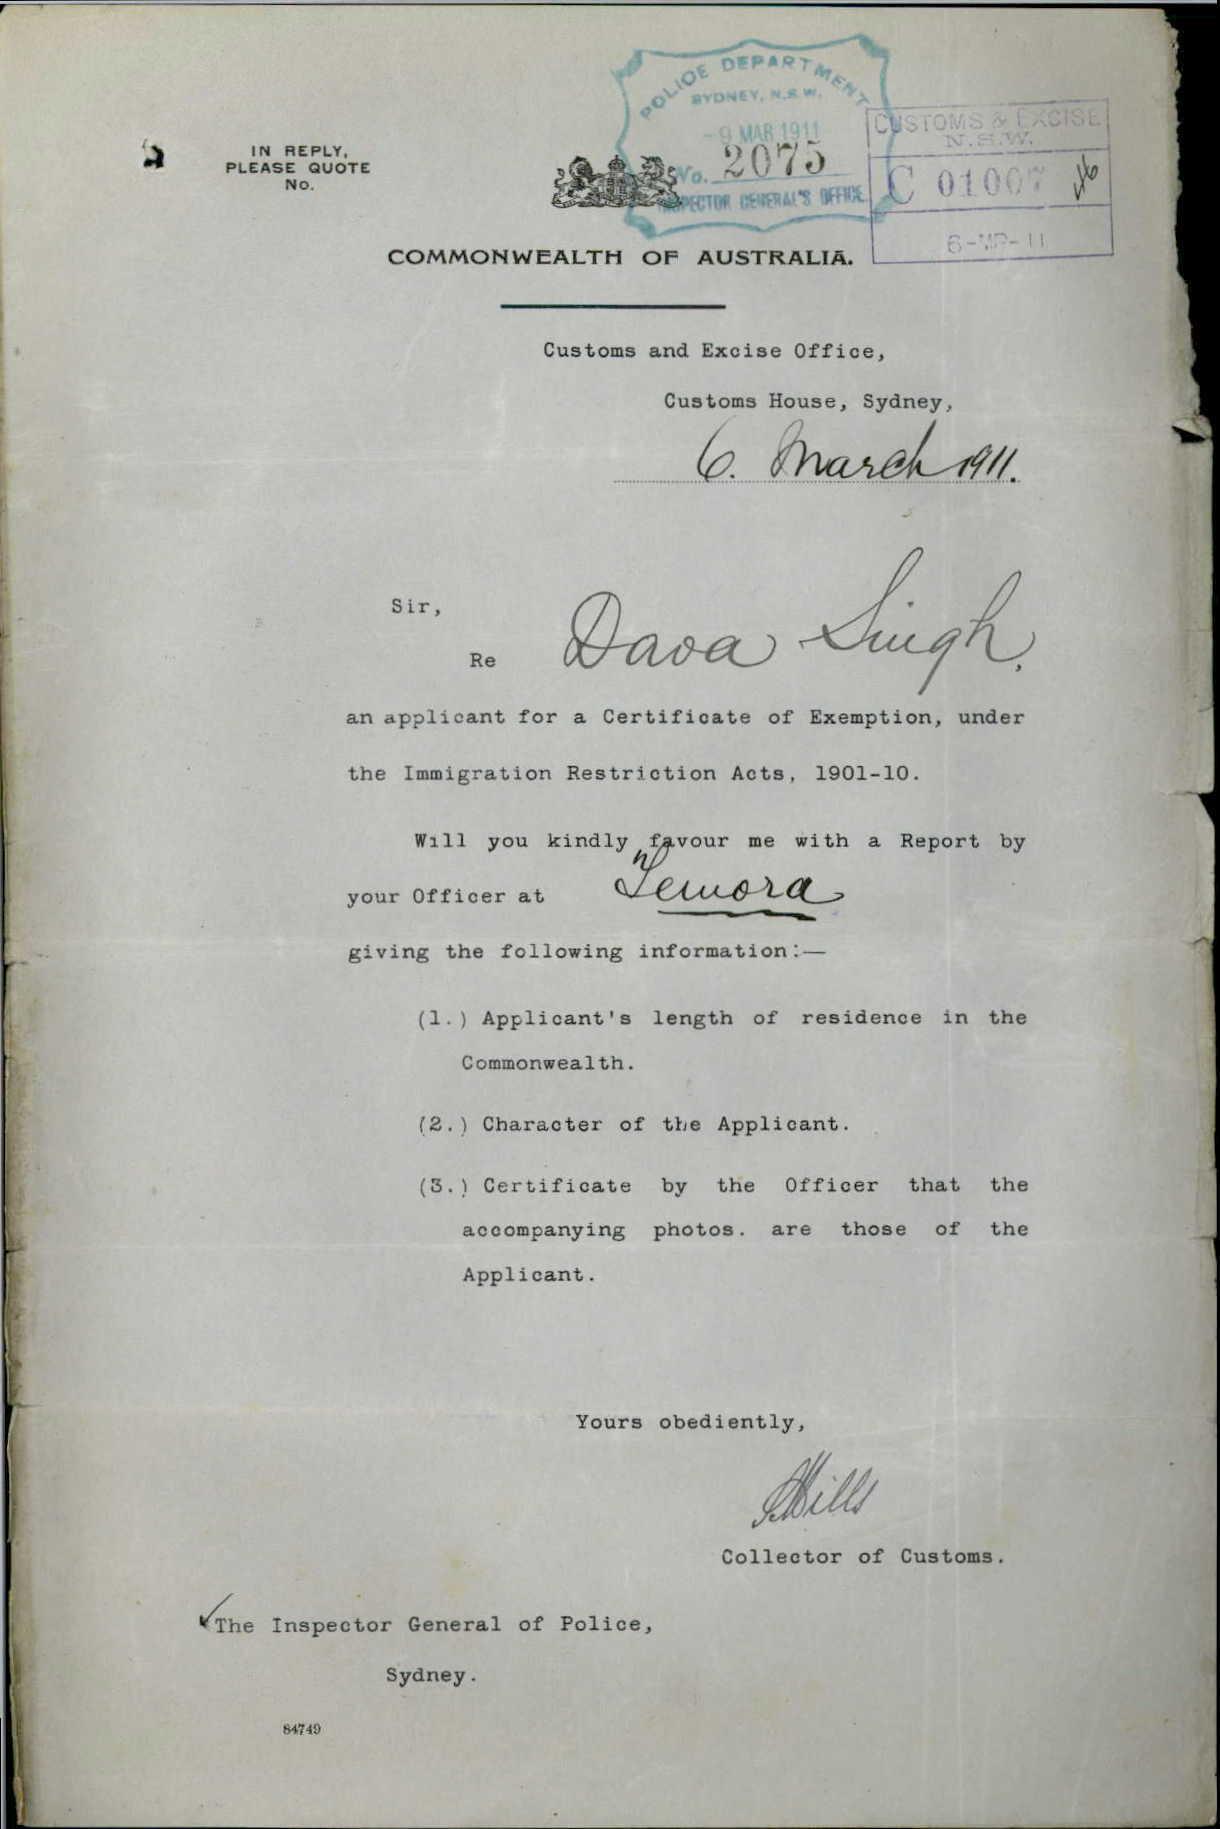 POLICE DEPARTMENT
SYDNEY, N.S.W.
-9 MAR 1911
No. 2075
INSPECTOR GENERAL'S OFFICE
CUSTOMS & EXCISE
N.S.W.
C 01007
6-MR-11
IN REPLY,
PLEASE QUOTE
No.
COMMONWEALTH OF AUSTRALIA.
Customs and Excise Office,
Customs House, Sydney,
6. March 1911.
Sir,
Re Dava Singh.
an applicant for a Certificate of Exemption, under
the Immigration Restriction Acts, 1901-10.
Will you kindly favour me with a Report by
your Officer at Temora
giving the following information:—
(1.) Applicant's length of residence in the
Commonwealth.
(2.) Character of the Applicant.
(3.) Certificate by the Officer that the
accompanying photos. are those of the
Applicant.
Yours obediently,
Mills
Collector of Customs.
The Inspector General of Police,
Sydney.
84749